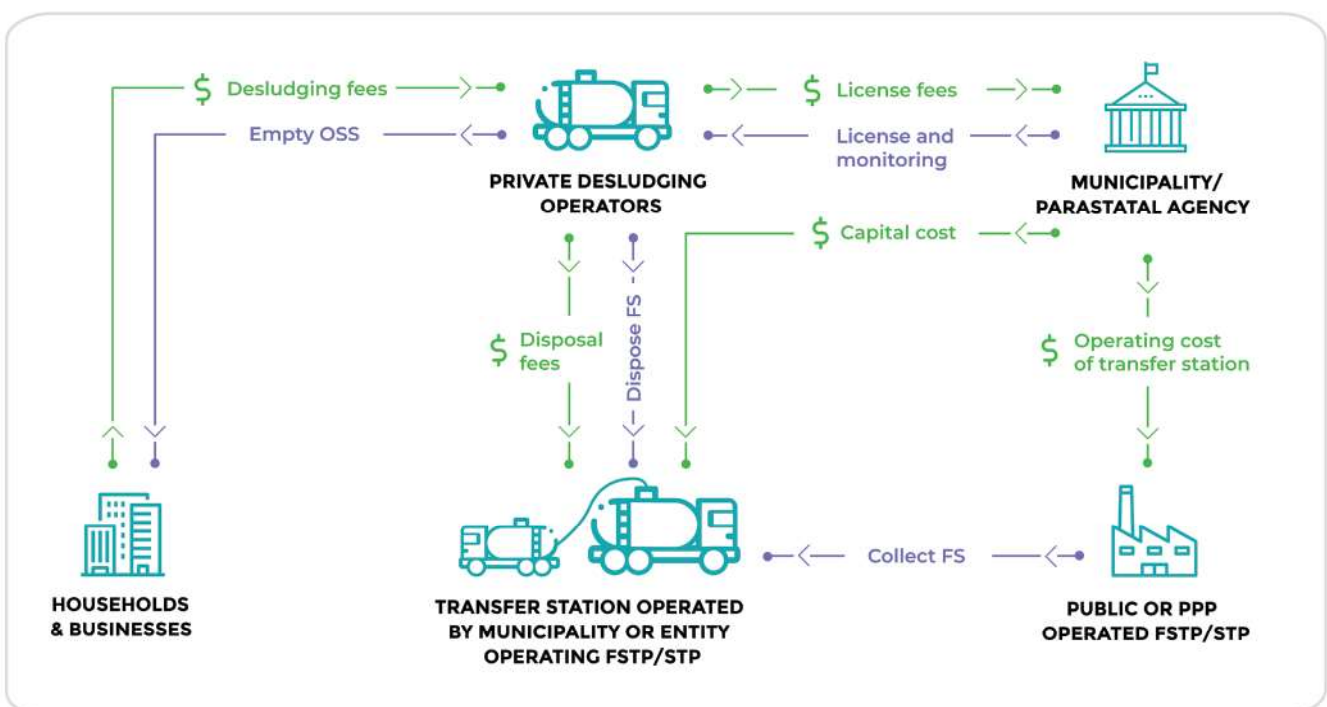 $ Desludging fees
Empty OSS
$ License fees
License and
monitoring
PRIVATE DESLUDGING
OPERATORS
MUNICIPALITY/
PARASTATAL AGENCY
$ Capital cost
$ Disposal
fees
Dispose FS
$ Operating cost
of transfer station
Collect FS
HOUSEHOLDS
& BUSINESSES
TRANSFER STATION OPERATED
BY MUNICIPALITY OR ENTITY
OPERATING FSTP/STP
PUBLIC OR PPP
OPERATED FSTP/STP